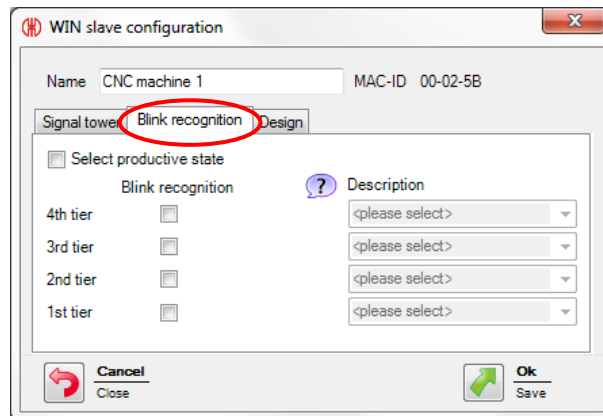 WIN slave configuration
Name CNC machine 1 MAC-ID 00-02-5B
Signal tower Blink recognition Design
Select productive state
Blink recognition ? Description
4th tier <please select>
3rd tier <please select>
2nd tier <please select>
1st tier <please select>
Cancel Ok
Close Save